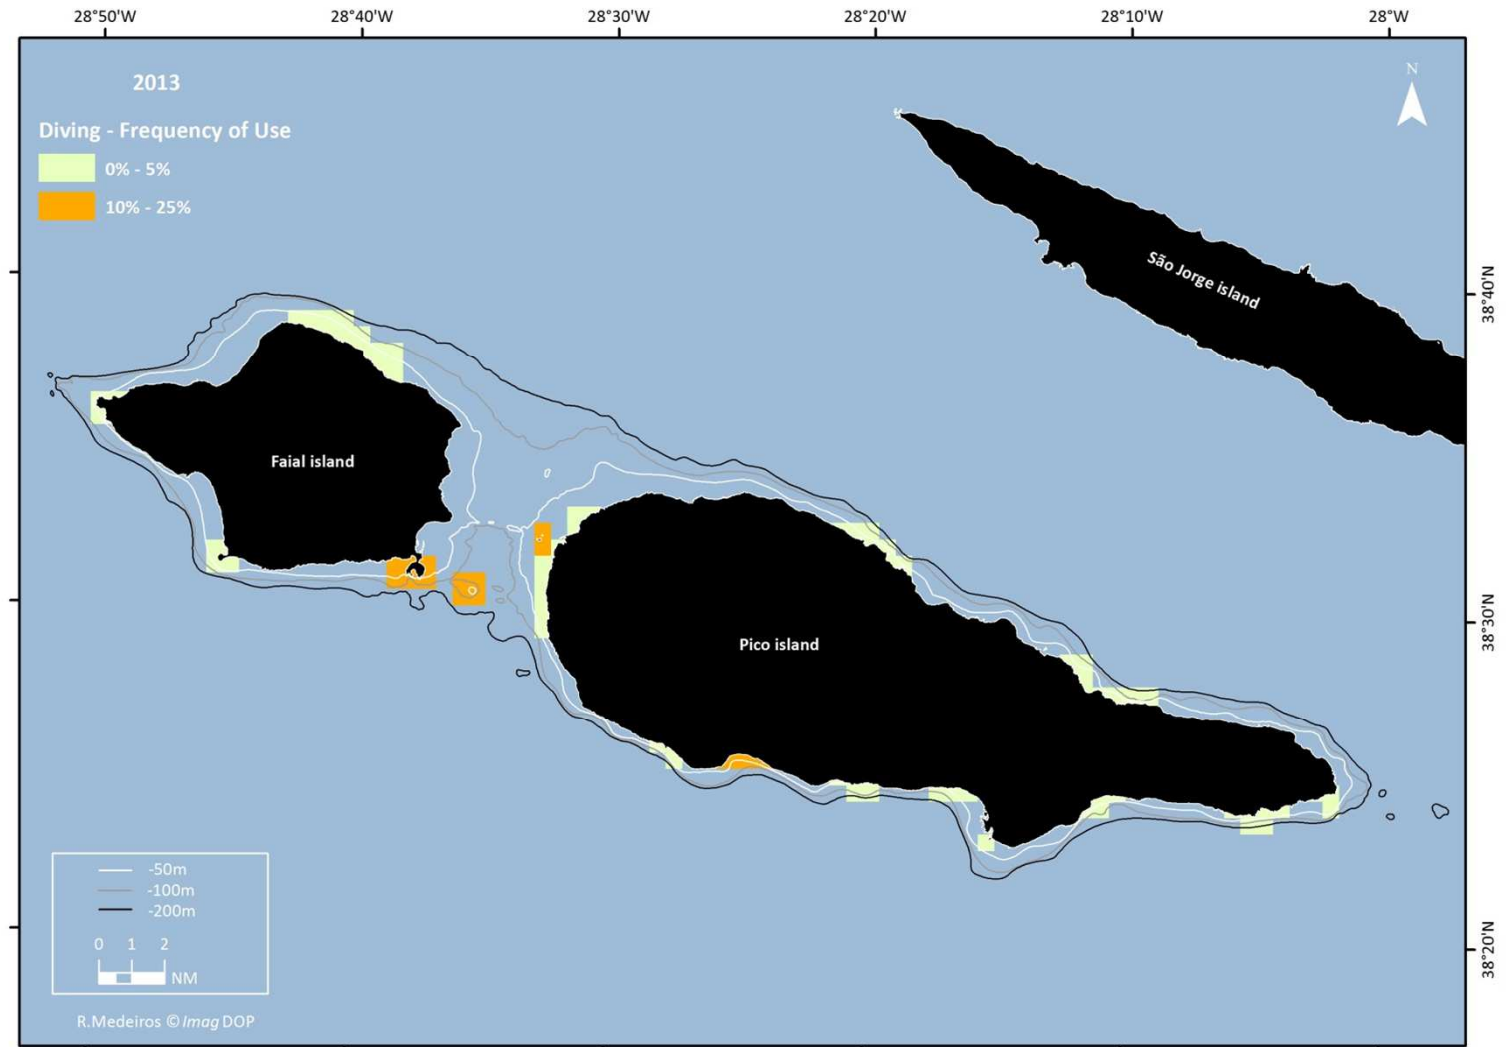 28°50'W 28°40'W 28°30'W 28°20'W 28°10'W 28°W
2013
N
Diving - Frequency of Use
0% - 5%
10% - 25%
São Jorge island
38°40'N
Faial island
38°30'N
Pico island
-50m
-100m
-200m
0 1 2
NM
38°20'N
R.Medeiros © Imag DOP